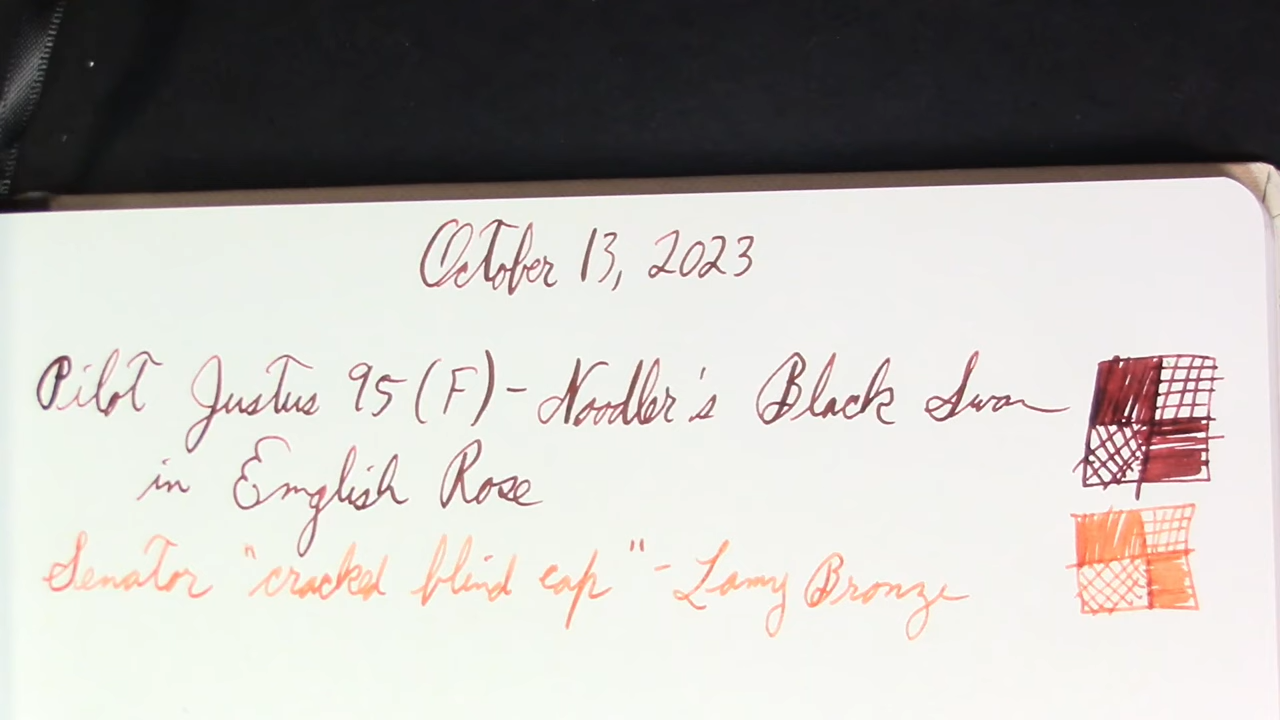 October 13, 2023
Pilot Justus 95 (F) - Noodler's Black Swan
in English Rose
Senator "cracked blind cap" - Lamy Bronze